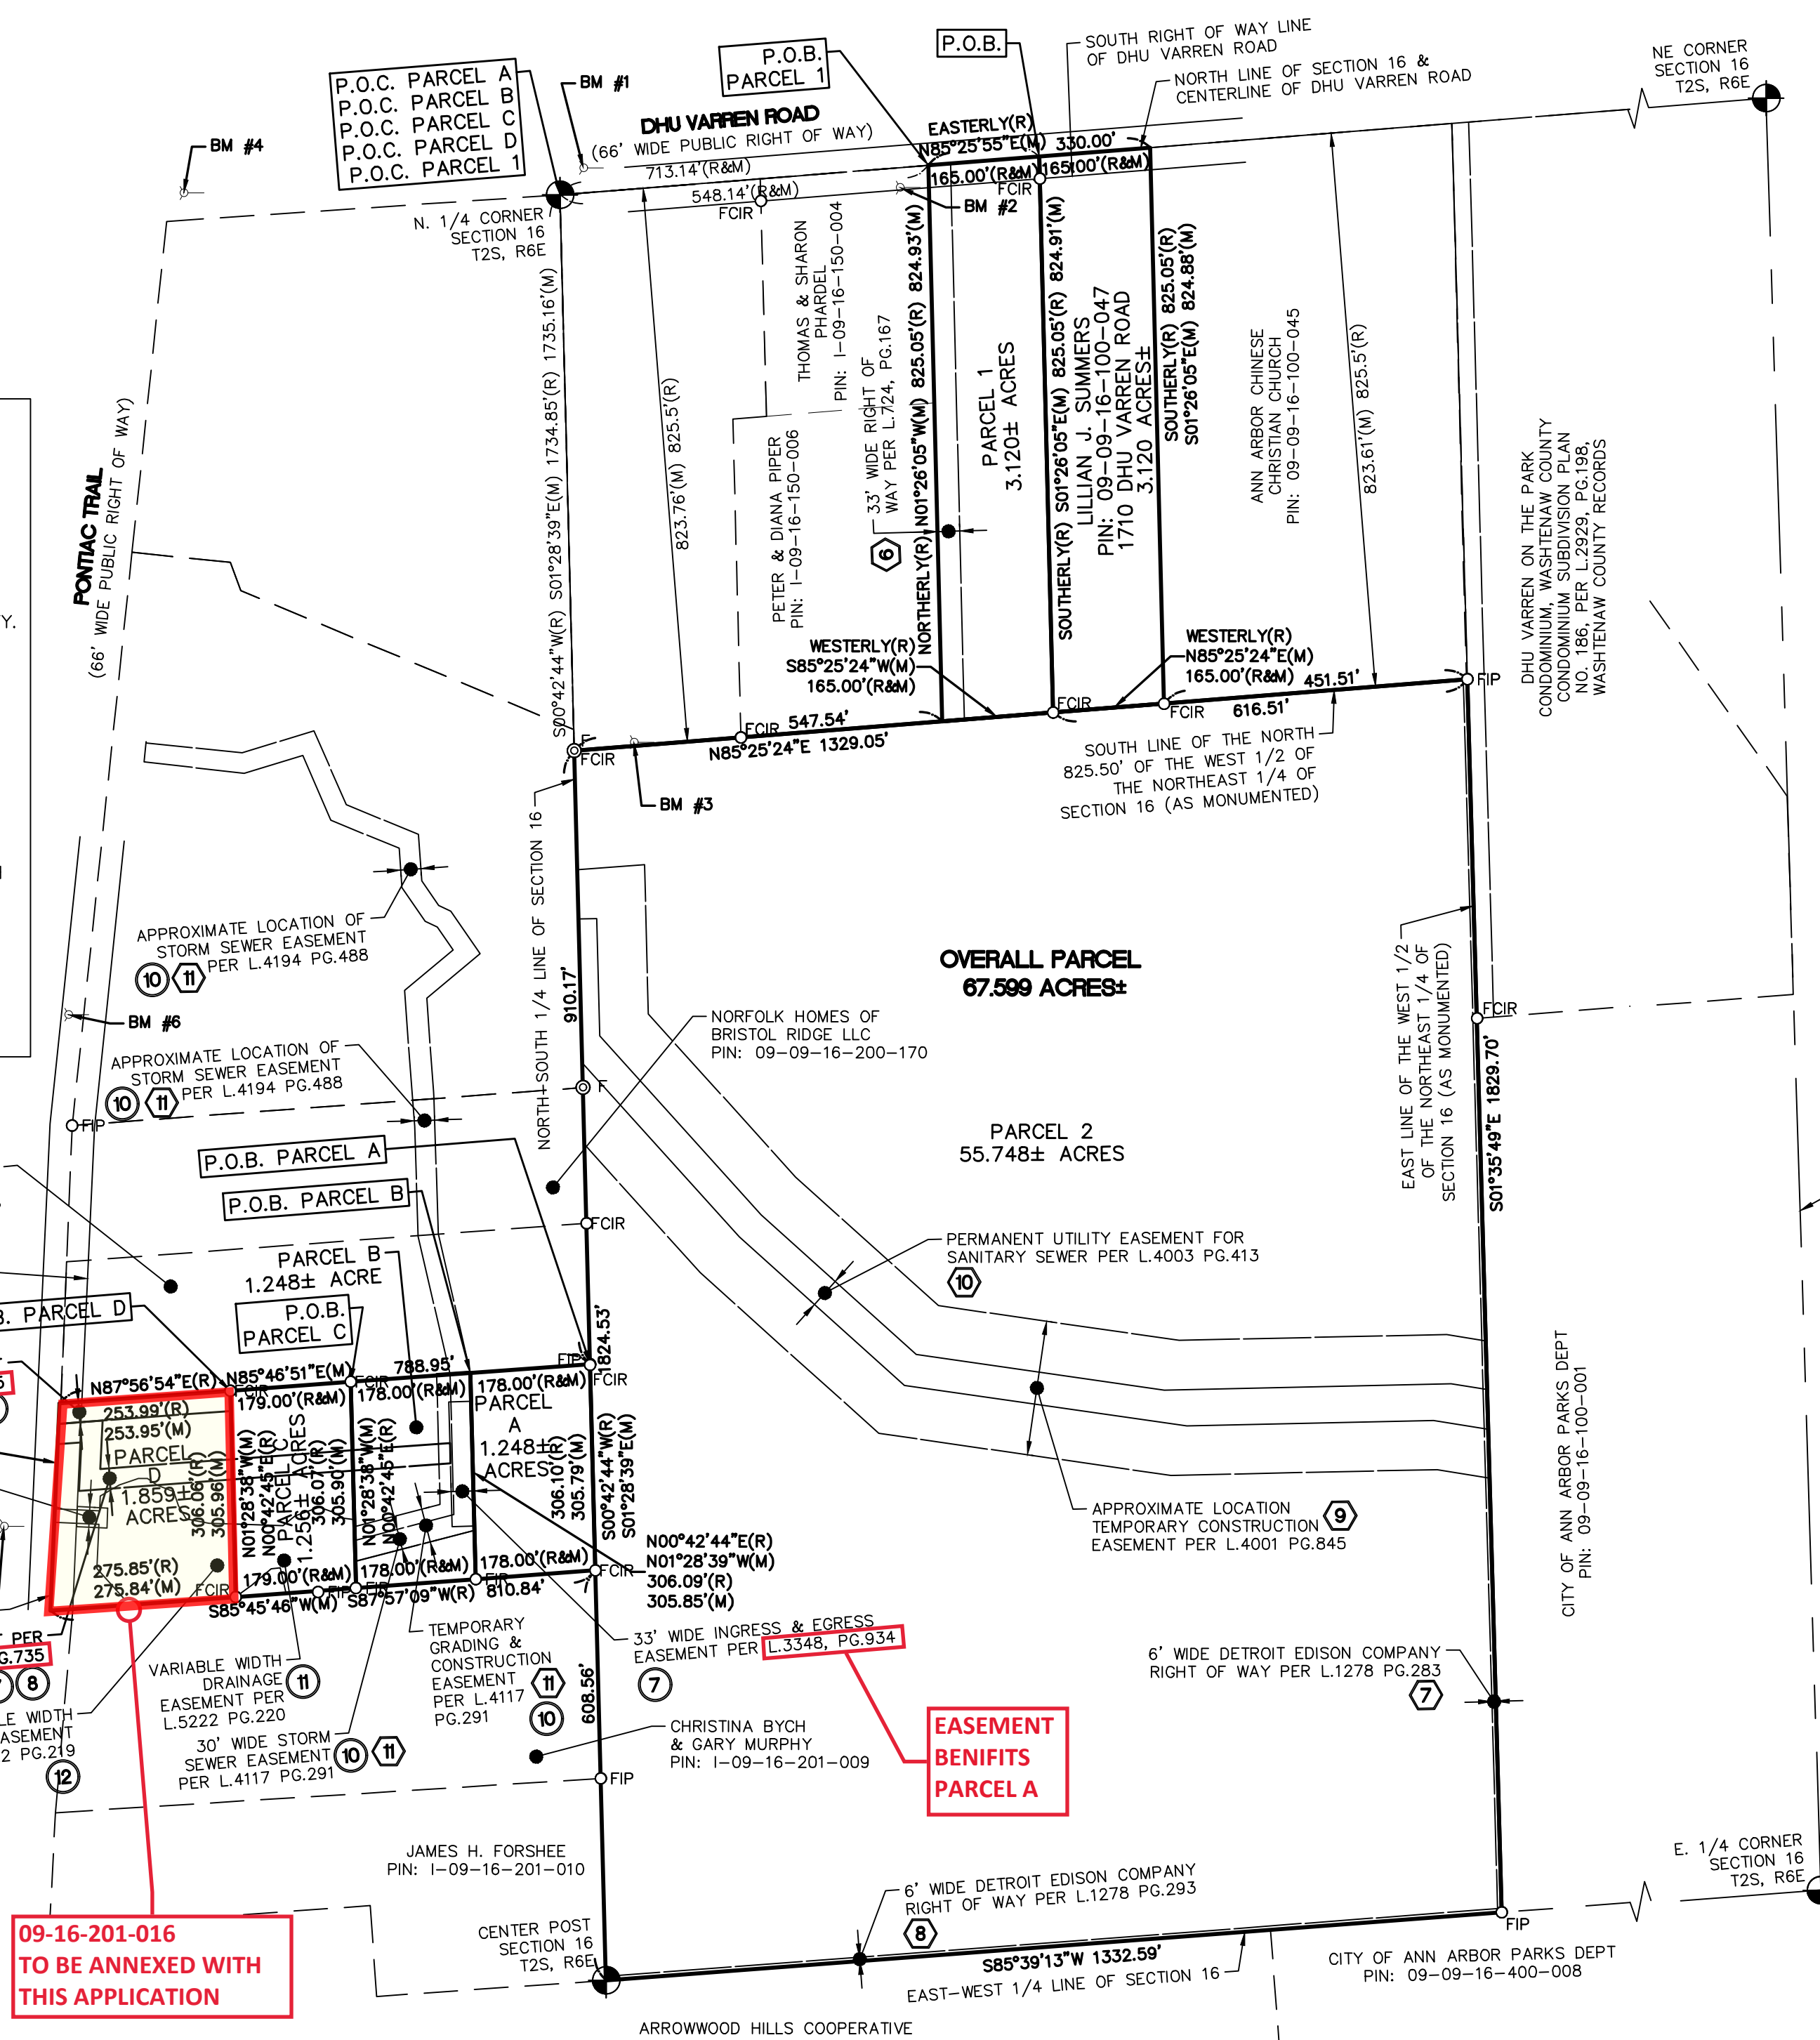 P.O.C. PARCEL A
P.O.C. PARCEL B
P.O.C. PARCEL C
P.O.C. PARCEL D
P.O.C. PARCEL 1
BM #1
BM #4
P.O.B.
PARCEL 1
P.O.B.
SOUTH RIGHT OF WAY LINE
OF DHU VARREN ROAD
NORTH LINE OF SECTION 16 &
CENTERLINE OF DHU VARREN ROAD
NE CORNER
SECTION 16
T2S, R6E
DHU VARREN ROAD
(66' WIDE PUBLIC RIGHT OF WAY)
EASTERLY(R)
N85°25'55"E(M) 330.00'
713.14'(R&M)
548.14'(R&M)
165.00'(R&M)
165.00'(R&M)
FCIR
FCIR
BM #2
N. 1/4 CORNER
SECTION 16
T2S, R6E
S00°42'44"W(R) S01°28'39"E(M) 1734.85'(R) 1735.16'(M)
823.76'(M) 825.5'(R)
THOMAS & SHARON
PHARDEL
PIN: I-09-16-150-004
PETER & DIANA PIPER
PIN: I-09-16-150-006
33' WIDE RIGHT OF
WAY PER L.724, PG.167
6
NORTHERLY(R) N01°26'05"W(M) 825.05'(R) 824.93'(M)
PARCEL 1
3.120± ACRES
SOUTHERLY(R) S01°26'05"E(M) 825.05'(R) 824.91'(M)
LILLIAN J. SUMMERS
PIN: 09-09-16-100-047
1710 DHU VARREN ROAD
3.120 ACRES±
SOUTHERLY(R) 825.05'(R)
S01°26'05"E(M) 824.88'(M)
ANN ARBOR CHINESE
CHRISTIAN CHURCH
PIN: 09-09-16-100-045
823.61'(M) 825.5'(R)
DHU VARREN ON THE PARK
CONDOMINIUM, WASHTENAW COUNTY
CONDOMINIUM SUBDIVISION PLAN
NO. 186, PER L.2929, PG.198,
WASHTENAW COUNTY RECORDS
PONTIAC TRAIL
(66' WIDE PUBLIC RIGHT OF WAY)
Y.
WESTERLY(R)
S85°25'24"W(M)
165.00'(R&M)
WESTERLY(R)
N85°25'24"E(M)
165.00'(R&M)
451.51'
FIP
F
FCIR
FCIR
547.54'
N85°25'24"E 1329.05'
FCIR
FCIR
616.51'
BM #3
SOUTH LINE OF THE NORTH
825.50' OF THE WEST 1/2 OF
THE NORTHEAST 1/4 OF
SECTION 16 (AS MONUMENTED)
NORTH-SOUTH 1/4 LINE OF SECTION 16
910.17'
APPROXIMATE LOCATION OF
STORM SEWER EASEMENT
PER L.4194 PG.488
10
11
BM #6
APPROXIMATE LOCATION OF
STORM SEWER EASEMENT
PER L.4194 PG.488
10
11
FIP
OVERALL PARCEL
67.599 ACRES±
NORFOLK HOMES OF
BRISTOL RIDGE LLC
PIN: 09-09-16-200-170
F
FCIR
EAST LINE OF THE WEST 1/2
OF THE NORTHEAST 1/4 OF
SECTION 16 (AS MONUMENTED)
S01°35'49"E 1829.70'
PARCEL 2
55.748± ACRES
P.O.B. PARCEL A
P.O.B. PARCEL B
FCIR
PARCEL B
1.248± ACRE
PERMANENT UTILITY EASEMENT FOR
SANITARY SEWER PER L.4003 PG.413
10
B. PARCEL D
P.O.B.
PARCEL C
1824.53'
FIP
FCIR
N87°56'54"E(R)
N85°46'51"E(M)
788.95'
FCIR
FCIR
179.00'(R&M)
178.00'(R&M)
178.00'(R&M)
5
253.99'(R)
253.95'(M)
PARCEL
D
1.859±
ACRES
306.06'(R)
305.96'(M)
N01°28'38"W(M)
N00°42'45"E(R)
PARCEL C
1.256± ACRES
306.07'(R)
305.90'(M)
N01°28'38"W(M)
N00°42'45"E(R)
PARCEL
A
1.248±
ACRES
306.10'(R)
305.79'(M)
S00°42'44"W(R)
S01°28'39"E(M)
275.85'(R)
275.84'(M)
FCIR
179.00'(R&M)
178.00'(R&M)
178.00'(R&M)
FCIR
S85°45'46"W(M)
FIP
FIR
S87°57'09"W(R)
FIR
810.84'
N00°42'44"E(R)
N01°28'39"W(M)
306.09'(R)
305.85'(M)
APPROXIMATE LOCATION
TEMPORARY CONSTRUCTION
EASEMENT PER L.4001 PG.845
9
CITY OF ANN ARBOR PARKS DEPT
PIN: 09-09-16-100-001
PER
G.735
8
VARIABLE WIDTH
DRAINAGE
EASEMENT PER
L.5222 PG.220
11
LE WIDTH
ASEMENT
2 PG.219
12
30' WIDE STORM
SEWER EASEMENT
PER L.4117 PG.291
10
11
TEMPORARY
GRADING &
CONSTRUCTION
EASEMENT
PER L.4117
PG.291
11
10
33' WIDE INGRESS & EGRESS
EASEMENT PER L.3348, PG.934
7
608.56'
CHRISTINA BYCH
& GARY MURPHY
PIN: I-09-16-201-009
EASEMENT
BENIFITS
PARCEL A
6' WIDE DETROIT EDISON COMPANY
RIGHT OF WAY PER L.1278 PG.283
7
FIP
JAMES H. FORSHEE
PIN: I-09-16-201-010
09-16-201-016
TO BE ANNEXED WITH
THIS APPLICATION
CENTER POST
SECTION 16
T2S, R6E
6' WIDE DETROIT EDISON COMPANY
RIGHT OF WAY PER L.1278 PG.293
8
S85°39'13"W 1332.59'
EAST-WEST 1/4 LINE OF SECTION 16
FIP
E. 1/4 CORNER
SECTION 16
T2S, R6E
CITY OF ANN ARBOR PARKS DEPT
PIN: 09-09-16-400-008
ARROWWOOD HILLS COOPERATIVE